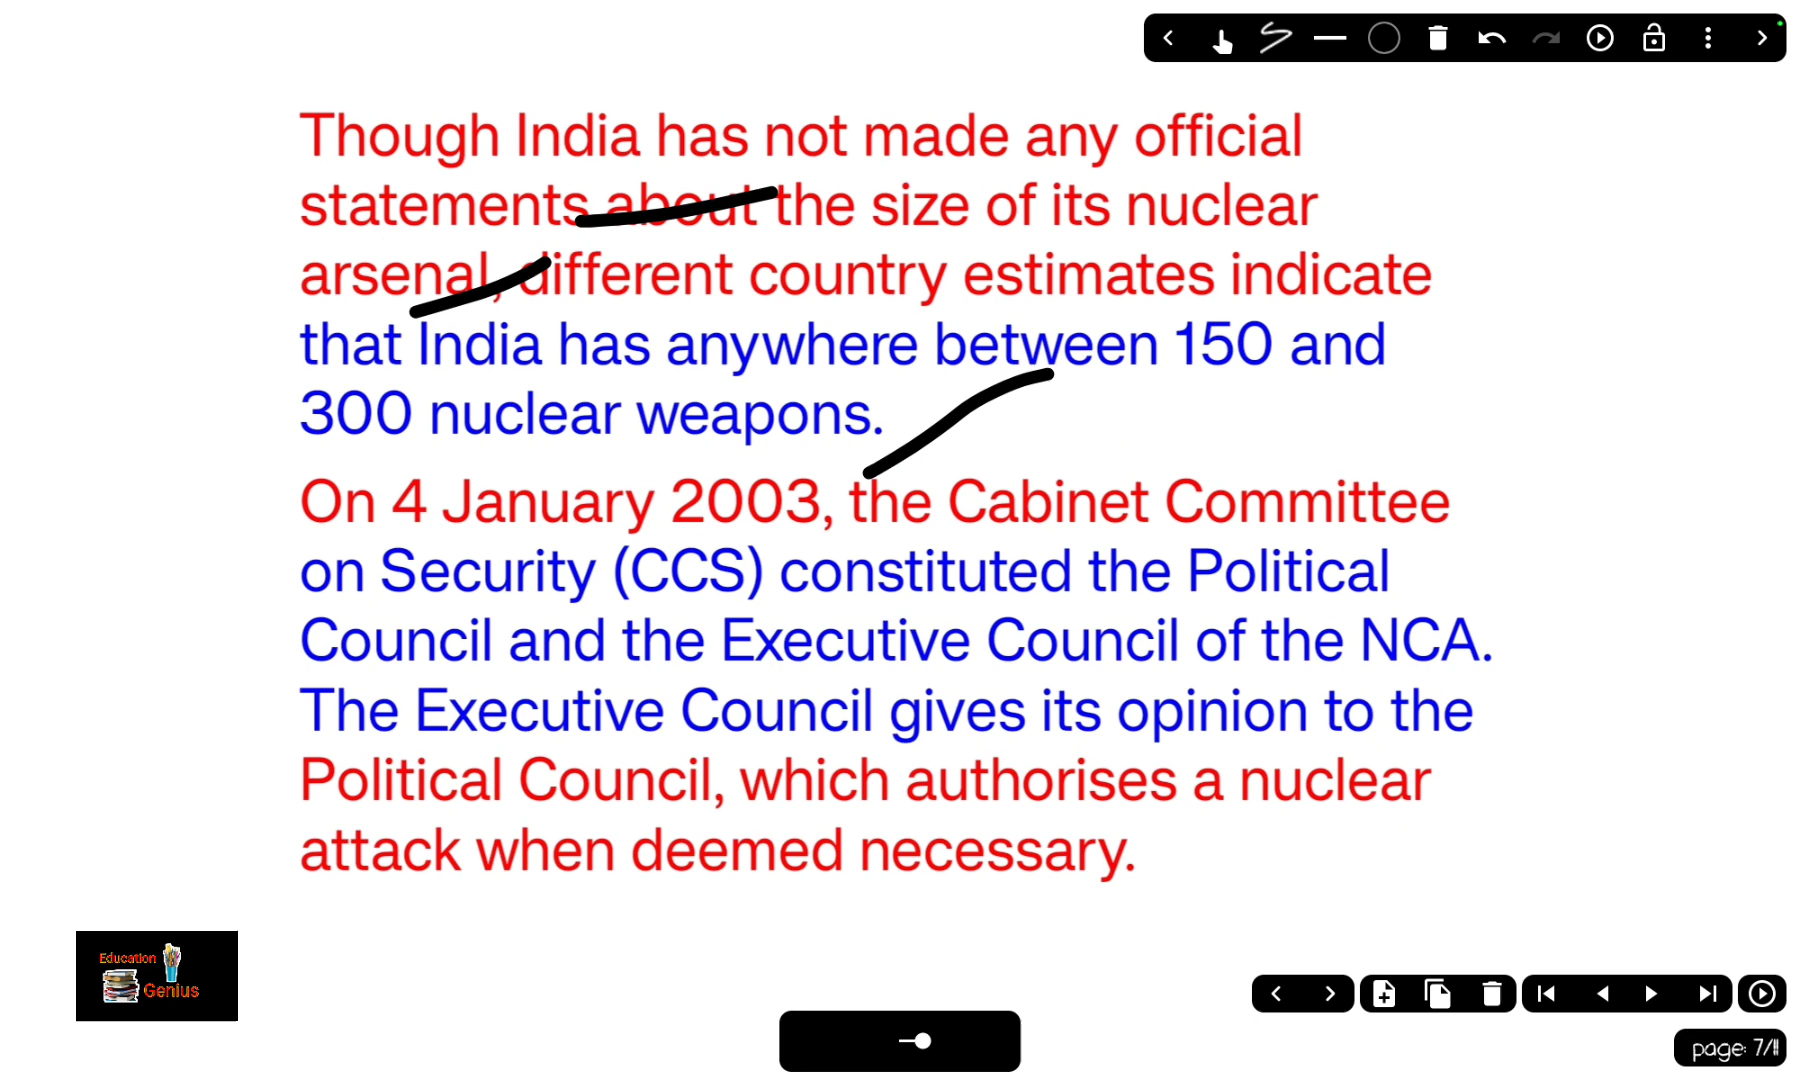 Though India has not made any official
statements about the size of its nuclear
arsenal, different country estimates indicate
that India has anywhere between 150 and
300 nuclear weapons.
On 4 January 2003, the Cabinet Committee
on Security (CCS) constituted the Political
Council and the Executive Council of the NCA.
The Executive Council gives its opinion to the
Political Council, which authorises a nuclear
attack when deemed necessary.
Education
Genius
page: 7/11